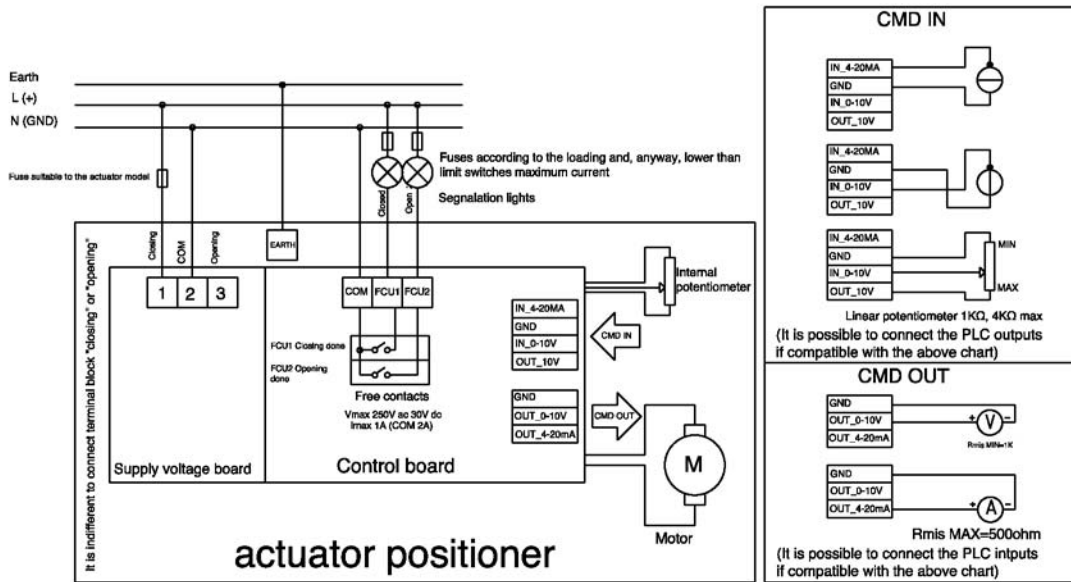 Earth
L (+)
N (GND)
Fuse suitable to the actuator model
Fuses according to the loading and, anyway, lower than
limit switches maximum current
Segnalation lights
Closed
Open
It is indifferent to connect terminal block "closing" or "opening"
Closing
COM
Opening
EARTH
1 2 3
COM FCU1 FCU2
FCU1 Closing done
FCU2 Opening
done
Free contacts
Vmax 250V ac 30V dc
Imax 1A (COM 2A)
Supply voltage board
Control board
Internal
potentiometer
IN_4-20MA
GND
IN_0-10V
OUT_10V
CMD IN
GND
OUT_0-10V
OUT_4-20mA
CMD OUT
M
Motor
actuator positioner
CMD IN
IN_4-20MA
GND
IN_0-10V
OUT_10V
IN_4-20MA
GND
IN_0-10V
OUT_10V
IN_4-20MA
GND
IN_0-10V
OUT_10V
MIN
MAX
Linear potentiometer 1KΩ, 4KΩ max
(It is possible to connect the PLC outputs
if compatible with the above chart)
CMD OUT
GND
OUT_0-10V
OUT_4-20mA
+ V −
Rmis MIN=1K
GND
OUT_0-10V
OUT_4-20mA
+ A −
Rmis MAX=500ohm
(It is possible to connect the PLC intputs
if compatible with the above chart)